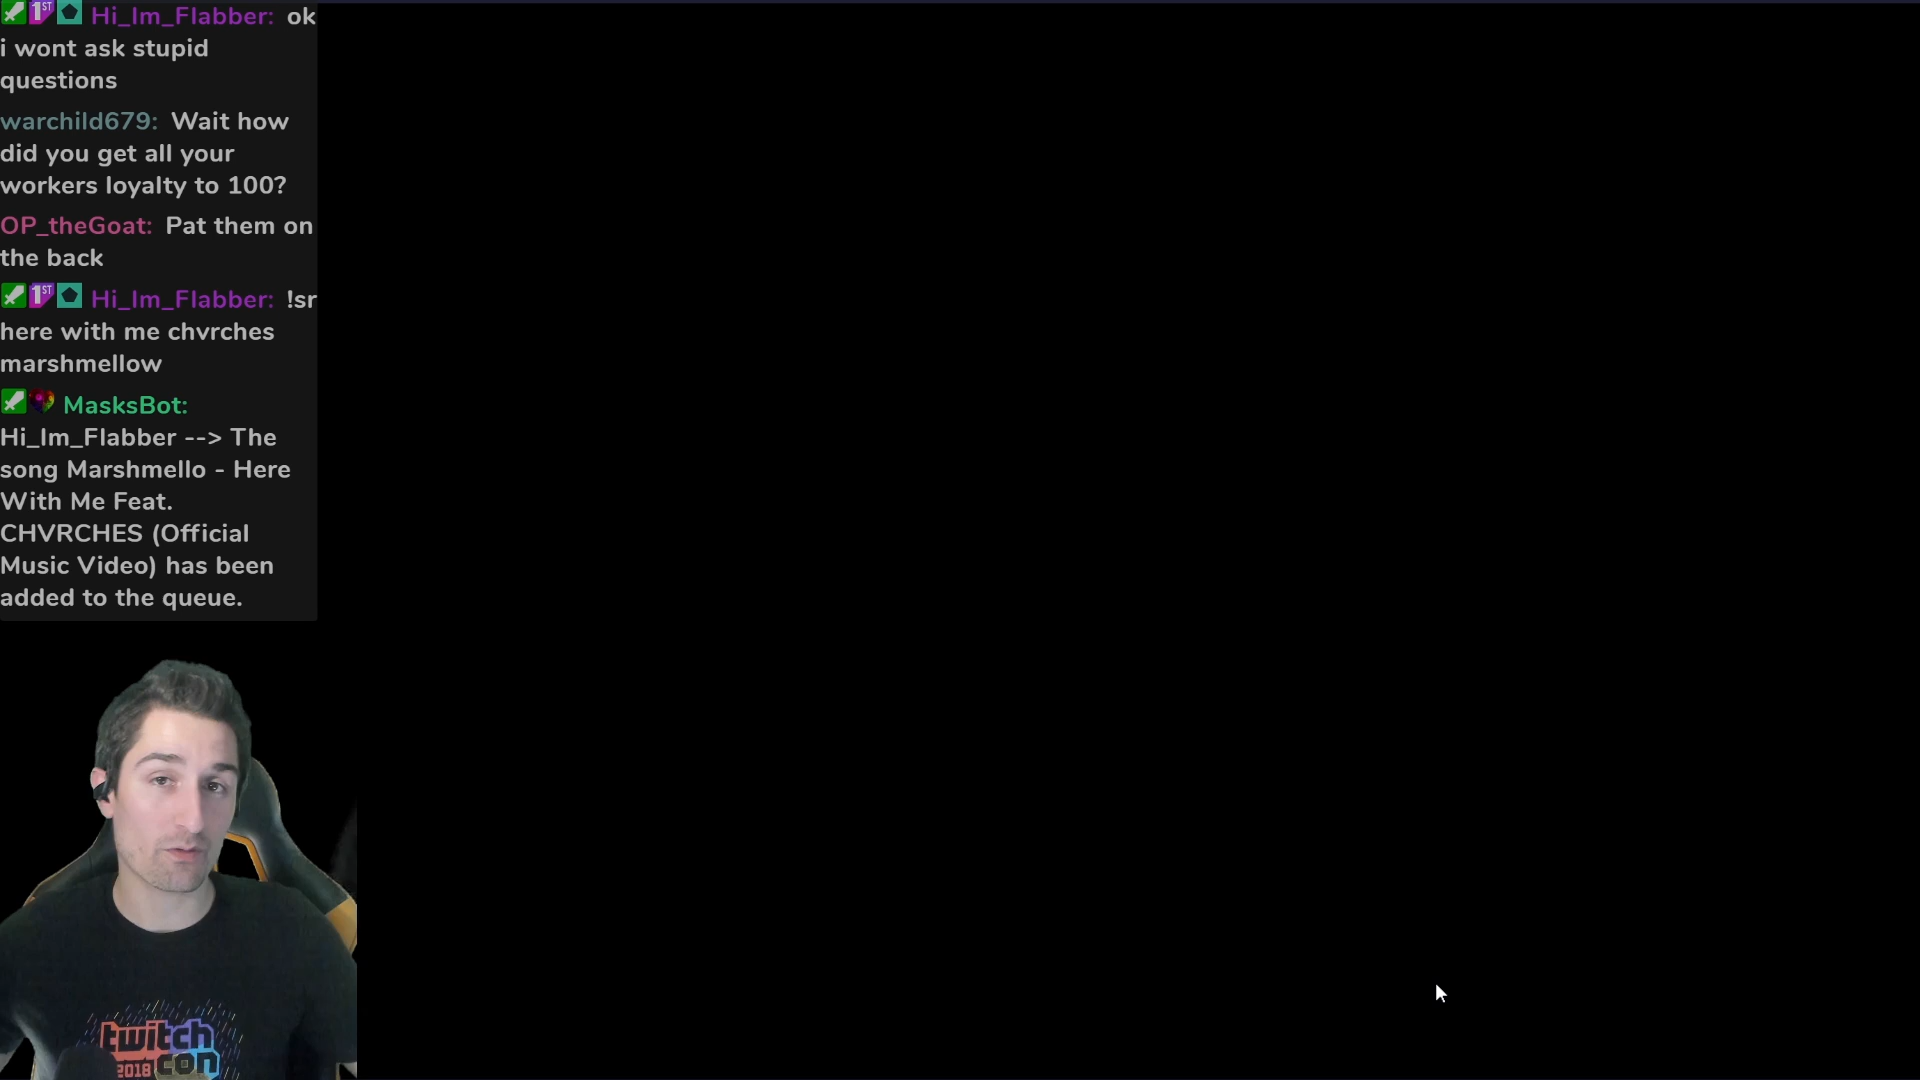 1ST Hi_Im_Flabber: ok
i wont ask stupid
questions
warchild679: Wait how
did you get all your
workers loyalty to 100?
OP_theGoat: Pat them on
the back
1ST Hi_Im_Flabber: !sr
here with me chvrches
marshmellow
MasksBot:
Hi_Im_Flabber --> The
song Marshmello - Here
With Me Feat.
CHVRCHES (Official
Music Video) has been
added to the queue.
twitch
2018 con